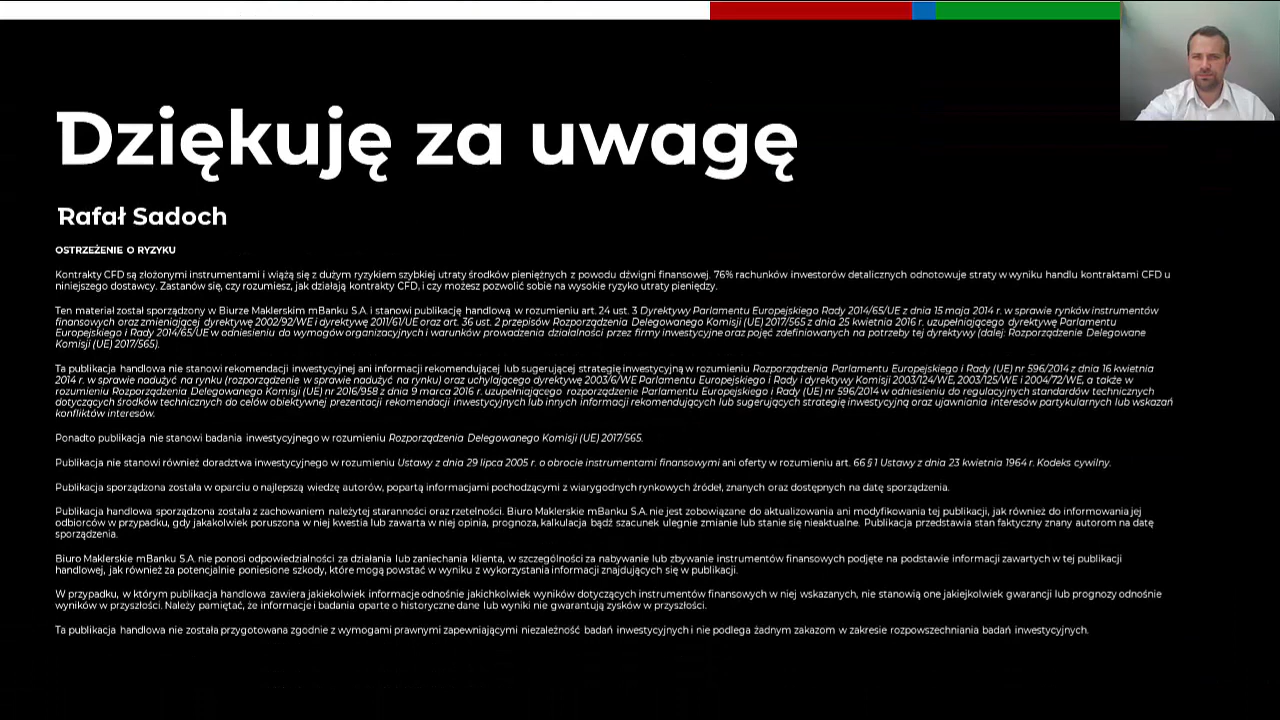 Dziękuję za uwagę
Rafał Sadoch
OSTRZEŻENIE O RYZYKU
Kontrakty CFD są złożonymi instrumentami i wiążą się z dużym ryzykiem szybkiej utraty środków pieniężnych z powodu dźwigni finansowej. 76% rachunków inwestorów detalicznych odnotowuje straty w wyniku handlu kontraktami CFD u
niniejszego dostawcy. Zastanów się, czy rozumiesz, jak działają kontrakty CFD, i czy możesz pozwolić sobie na wysokie ryzyko utraty pieniędzy.
Ten materiał został sporządzony w Biurze Maklerskim mBanku S.A. i stanowi publikację handlową w rozumieniu art. 24 ust. 3 Dyrektywy Parlamentu Europejskiego Rady 2014/65/UE z dnia 15 maja 2014 r. w sprawie rynków instrumentów
finansowych oraz zmieniającej dyrektywę 2002/92/WE i dyrektywę 2011/61/UE oraz art. 36 ust. 2 przepisów Rozporządzenia Delegowanego Komisji (UE) 2017/565 z dnia 25 kwietnia 2016 r. uzupełniającego dyrektywę Parlamentu
Europejskiego i Rady 2014/65/UE w odniesieniu do wymogów organizacyjnych i warunków prowadzenia działalności przez firmy inwestycyjne oraz pojęć zdefiniowanych na potrzeby tej dyrektywy (dalej: Rozporządzenie Delegowane
Komisji (UE) 2017/565).
Ta publikacja handlowa nie stanowi rekomendacji inwestycyjnej ani informacji rekomendującej lub sugerującej strategię inwestycyjną w rozumieniu Rozporządzenia Parlamentu Europejskiego i Rady (UE) nr 596/2014 z dnia 16 kwietnia
2014 r. w sprawie nadużyć na rynku (rozporządzenie w sprawie nadużyć na rynku) oraz uchylającego dyrektywę 2003/6/WE Parlamentu Europejskiego i Rady i dyrektywy Komisji 2003/124/WE, 2003/125/WE i 2004/72/WE, a także w
rozumieniu Rozporządzenia Delegowanego Komisji (UE) nr 2016/958 z dnia 9 marca 2016 r. uzupełniającego rozporządzenie Parlamentu Europejskiego i Rady (UE) nr 596/2014 w odniesieniu do regulacyjnych standardów technicznych
dotyczących środków technicznych do celów obiektywnej prezentacji rekomendacji inwestycyjnych lub innych informacji rekomendujących lub sugerujących strategię inwestycyjną oraz ujawniania interesów partykularnych lub wskazań
konfliktów interesów.
Ponadto publikacja nie stanowi badania inwestycyjnego w rozumieniu Rozporządzenia Delegowanego Komisji (UE) 2017/565.
Publikacja nie stanowi również doradztwa inwestycyjnego w rozumieniu Ustawy z dnia 29 lipca 2005 r. o obrocie instrumentami finansowymi ani oferty w rozumieniu art. 66 § 1 Ustawy z dnia 23 kwietnia 1964 r. Kodeks cywilny.
Publikacja sporządzona została w oparciu o najlepszą wiedzę autorów, popartą informacjami pochodzącymi z wiarygodnych rynkowych źródeł, znanych oraz dostępnych na datę sporządzenia.
Publikacja handlowa sporządzona została z zachowaniem należytej staranności oraz rzetelności. Biuro Maklerskie mBanku S.A. nie jest zobowiązane do aktualizowania ani modyfikowania tej publikacji, jak również do informowania jej
odbiorców w przypadku, gdy jakakolwiek poruszona w niej kwestia lub zawarta w niej opinia, prognoza, kalkulacja bądź szacunek ulegnie zmianie lub stanie się nieaktualne. Publikacja przedstawia stan faktyczny znany autorom na datę
sporządzenia.
Biuro Maklerskie mBanku S.A. nie ponosi odpowiedzialności za działania lub zaniechania klienta, w szczególności za nabywanie lub zbywanie instrumentów finansowych podjęte na podstawie informacji zawartych w tej publikacji
handlowej, jak również za potencjalnie poniesione szkody, które mogą powstać w wyniku z wykorzystania informacji znajdujących się w publikacji.
W przypadku, w którym publikacja handlowa zawiera jakiekolwiek informacje odnośnie jakichkolwiek wyników dotyczących instrumentów finansowych w niej wskazanych, nie stanowią one jakiejkolwiek gwarancji lub prognozy odnośnie
wyników w przyszłości. Należy pamiętać, że informacje i badania oparte o historyczne dane lub wyniki nie gwarantują zysków w przyszłości.
Ta publikacja handlowa nie została przygotowana zgodnie z wymogami prawnymi zapewniającymi niezależność badań inwestycyjnych i nie podlega żadnym zakazom w zakresie rozpowszechniania badań inwestycyjnych.